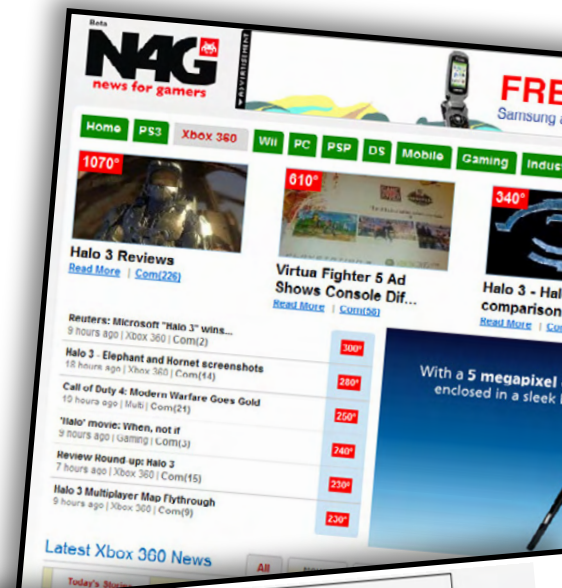 Beta
N4G
news for gamers
ADVERTISEMENT
FRE
Samsung a
Home PS3 Xbox 360 Wii PC PSP DS Mobile Gaming Indus
1070°
Halo 3 Reviews
Read More | Com(226)
610°
Virtua Fighter 5 Ad
Shows Console Dif...
Read More | Com(56)
340°
Halo 3 - Hal
comparison
Read More | Co
Reuters: Microsoft "Halo 3" wins... 300°
9 hours ago | Xbox 360 | Com(2)
Halo 3 - Elephant and Hornet screenshots 280°
18 hours ago | Xbox 360 | Com(14)
Call of Duty 4: Modern Warfare Goes Gold 250°
10 hours ago | Multi | Com(21)
'Halo' movie: When, not if 240°
9 hours ago | Gaming | Com(3)
Review Round-up: Halo 3 230°
7 hours ago | Xbox 360 | Com(15)
Halo 3 Multiplayer Map Flythrough 230°
9 hours ago | Xbox 360 | Com(9)
With a 5 megapixel
enclosed in a sleek
Latest Xbox 360 News
All
Today's Stories